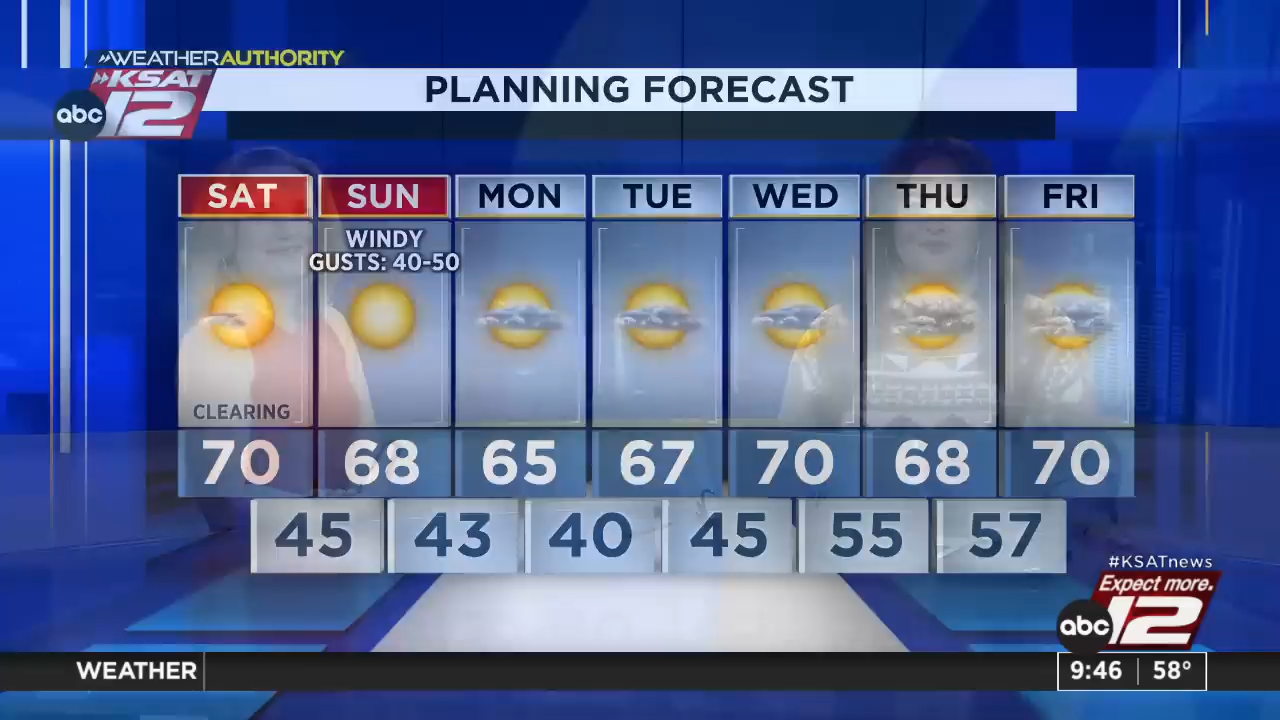 WEATHERAUTHORITY
KSAT
abc 12
PLANNING FORECAST
SAT SUN MON TUE WED THU FRI
WINDY
GUSTS: 40-50
CLEARING
70 68 65 67 70 68 70
45 43 40 45 55 57
#KSATnews
Expect more.
abc 12
WEATHER
9:46 58°